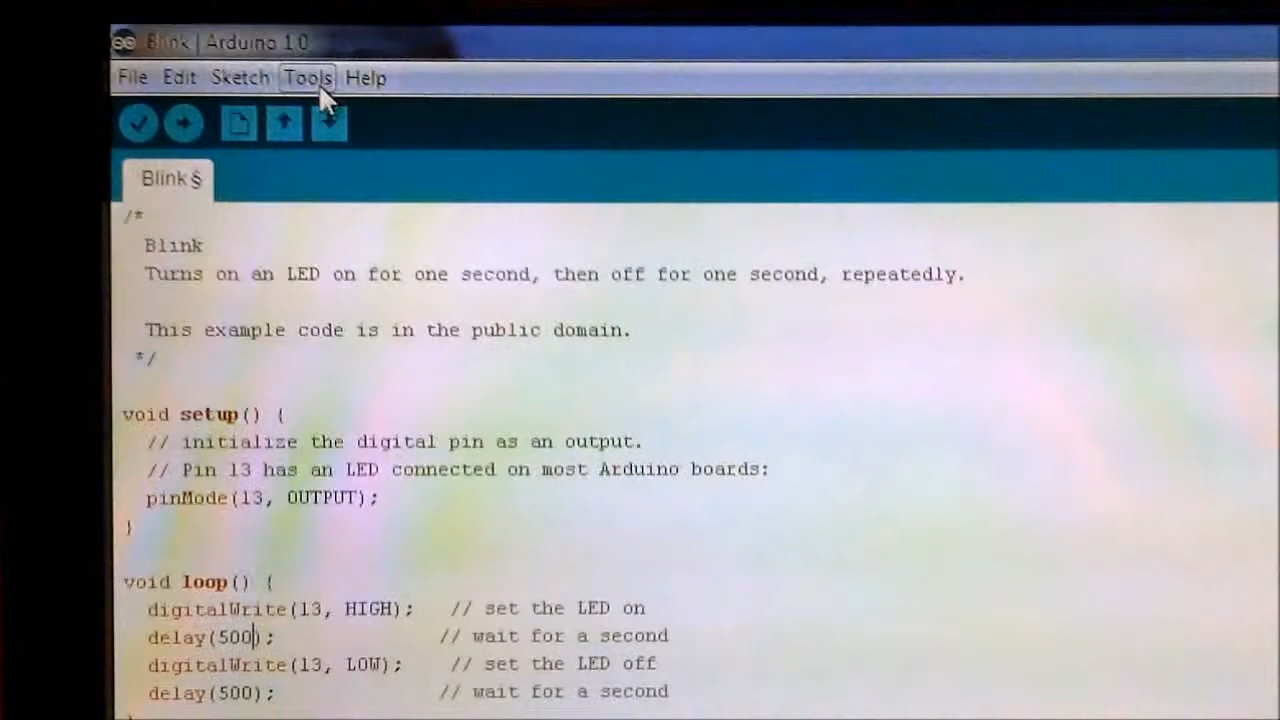 Blink | Arduino 1.0
File Edit Sketch Tools Help
Blink §
/*
  Blink
  Turns on an LED on for one second, then off for one second, repeatedly.
  This example code is in the public domain.
 */
void setup() {
  // initialize the digital pin as an output.
  // Pin 13 has an LED connected on most Arduino boards:
  pinMode(13, OUTPUT);
}
void loop() {
  digitalWrite(13, HIGH);   // set the LED on
  delay(500);              // wait for a second
  digitalWrite(13, LOW);    // set the LED off
  delay(500);              // wait for a second